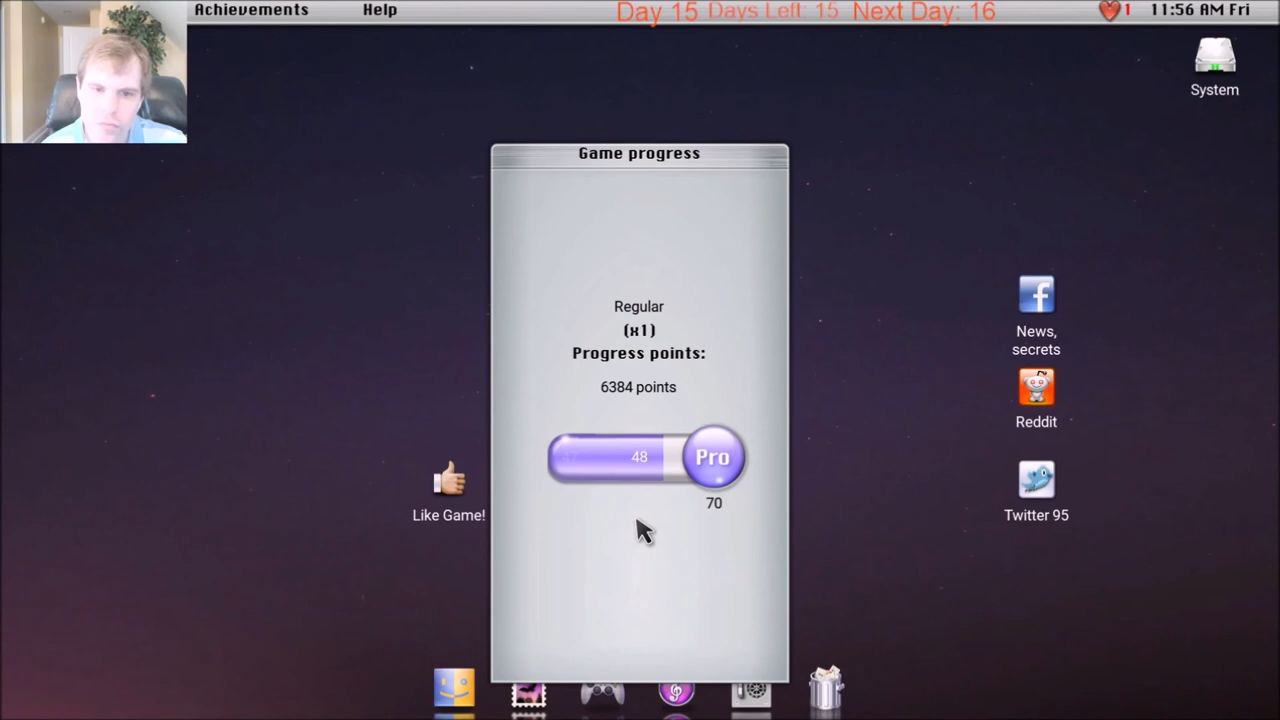 Achievements
Help
Day 15 Days Left: 15 Next Day: 16
1
11:56 AM Fri
System
Game progress
Regular
(x1)
Progress points:
6384 points
48
Pro
70
News,
secrets
Reddit
Like Game!
Twitter 95